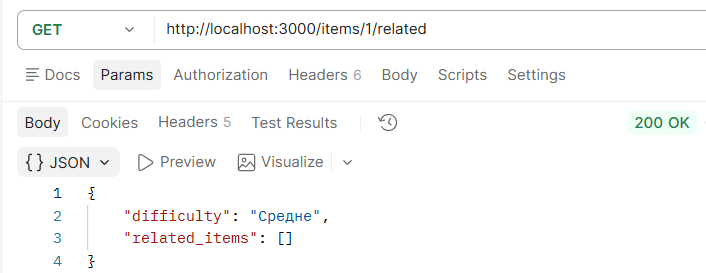 GET http://localhost:3000/items/1/related
Docs Params Authorization Headers 6 Body Scripts Settings
Body Cookies Headers 5 Test Results 200 OK
{} JSON Preview Visualize
1 {
2 "difficulty": "Средне",
3 "related_items": []
4 }